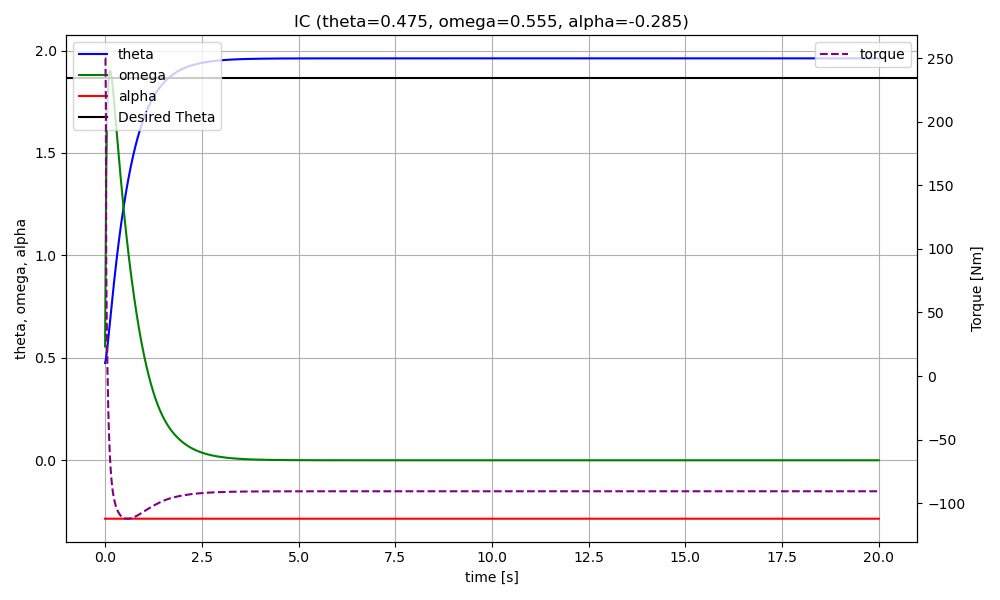 IC (theta=0.475, omega=0.555, alpha=-0.285)
theta
omega
alpha
Desired Theta
torque
2.0
1.5
1.0
0.5
0.0
theta, omega, alpha
250
200
150
100
50
0
−50
−100
Torque [Nm]
0.0 2.5 5.0 7.5 10.0 12.5 15.0 17.5 20.0
time [s]